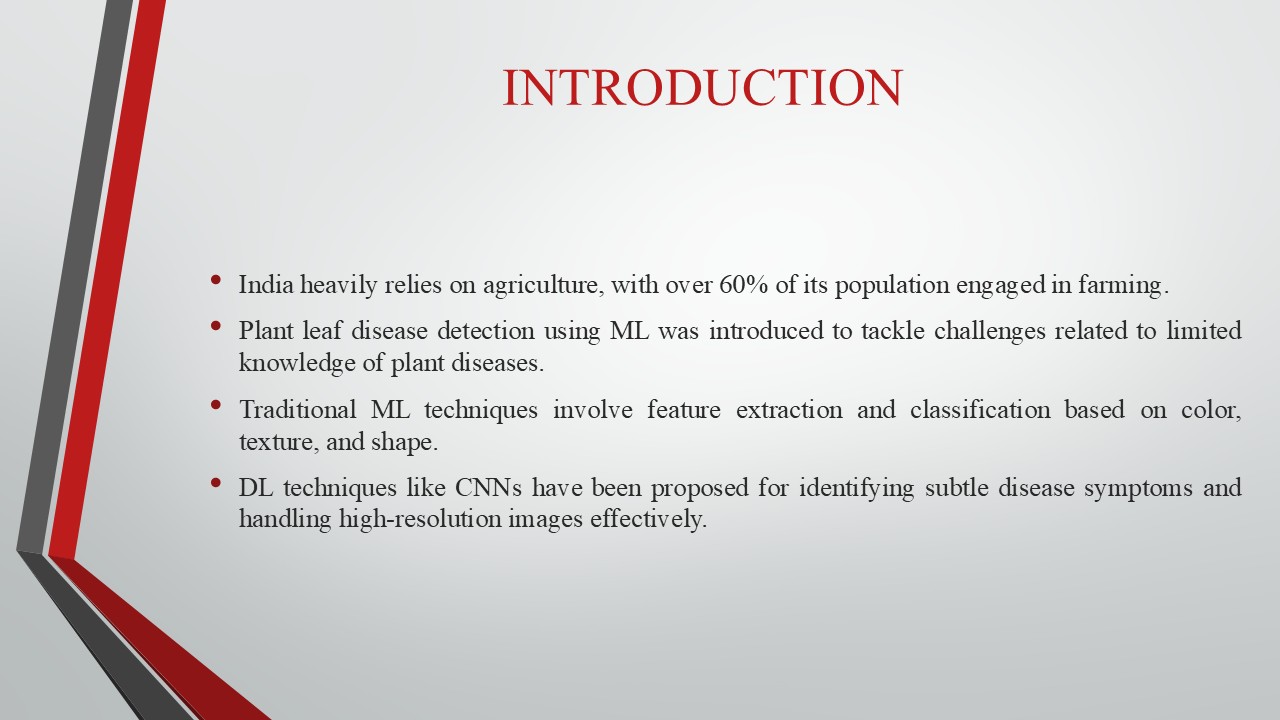 INTRODUCTION
• India heavily relies on agriculture, with over 60% of its population engaged in farming.
• Plant leaf disease detection using ML was introduced to tackle challenges related to limited
knowledge of plant diseases.
• Traditional ML techniques involve feature extraction and classification based on color,
texture, and shape.
• DL techniques like CNNs have been proposed for identifying subtle disease symptoms and
handling high-resolution images effectively.